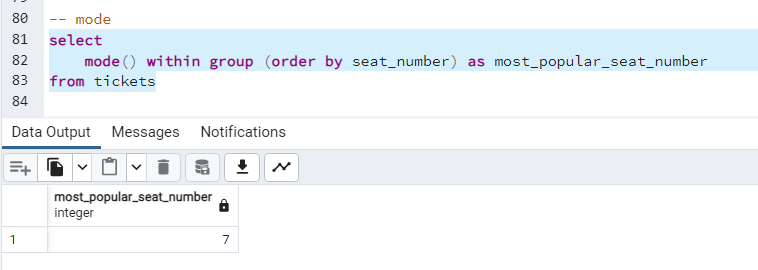 80 -- mode
81 select
82 mode() within group (order by seat_number) as most_popular_seat_number
83 from tickets
84
Data Output Messages Notifications
most_popular_seat_number
integer
1 7